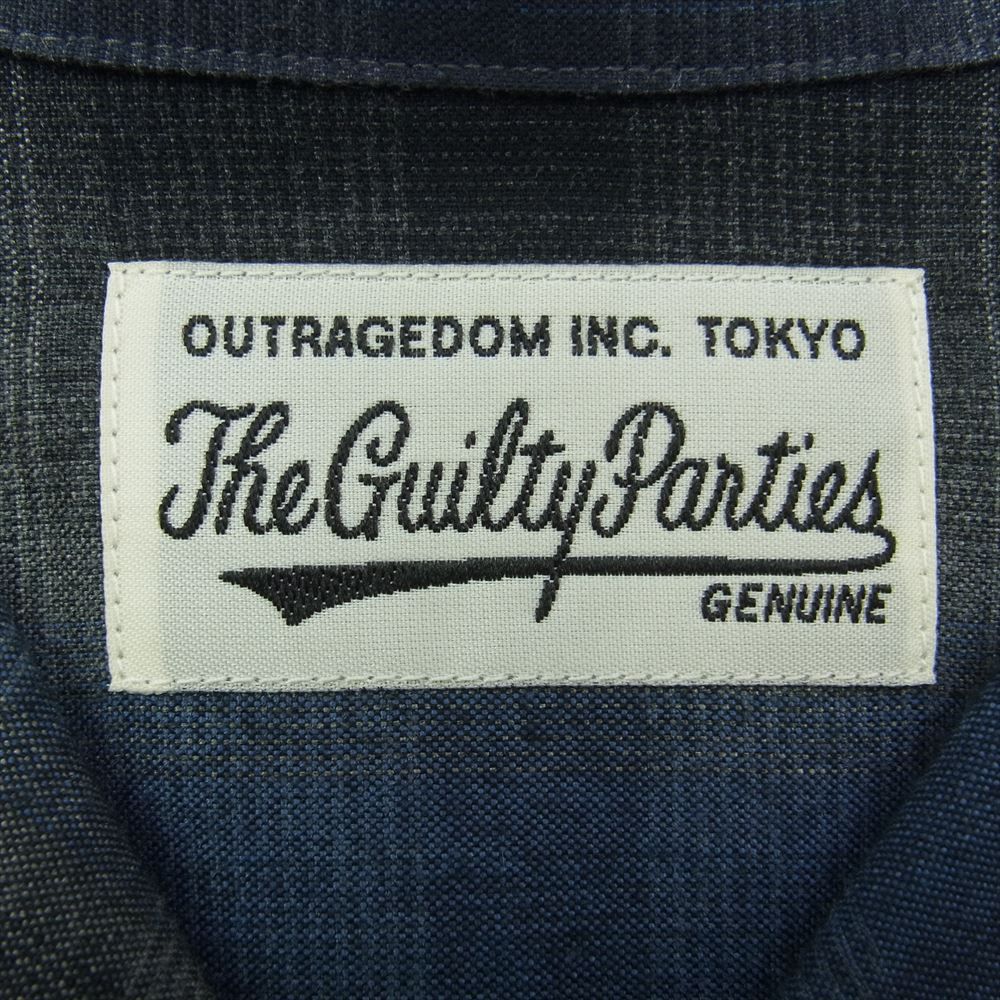 OUTRAGEDOM INC. TOKYO
The Guilty Parties
GENUINE